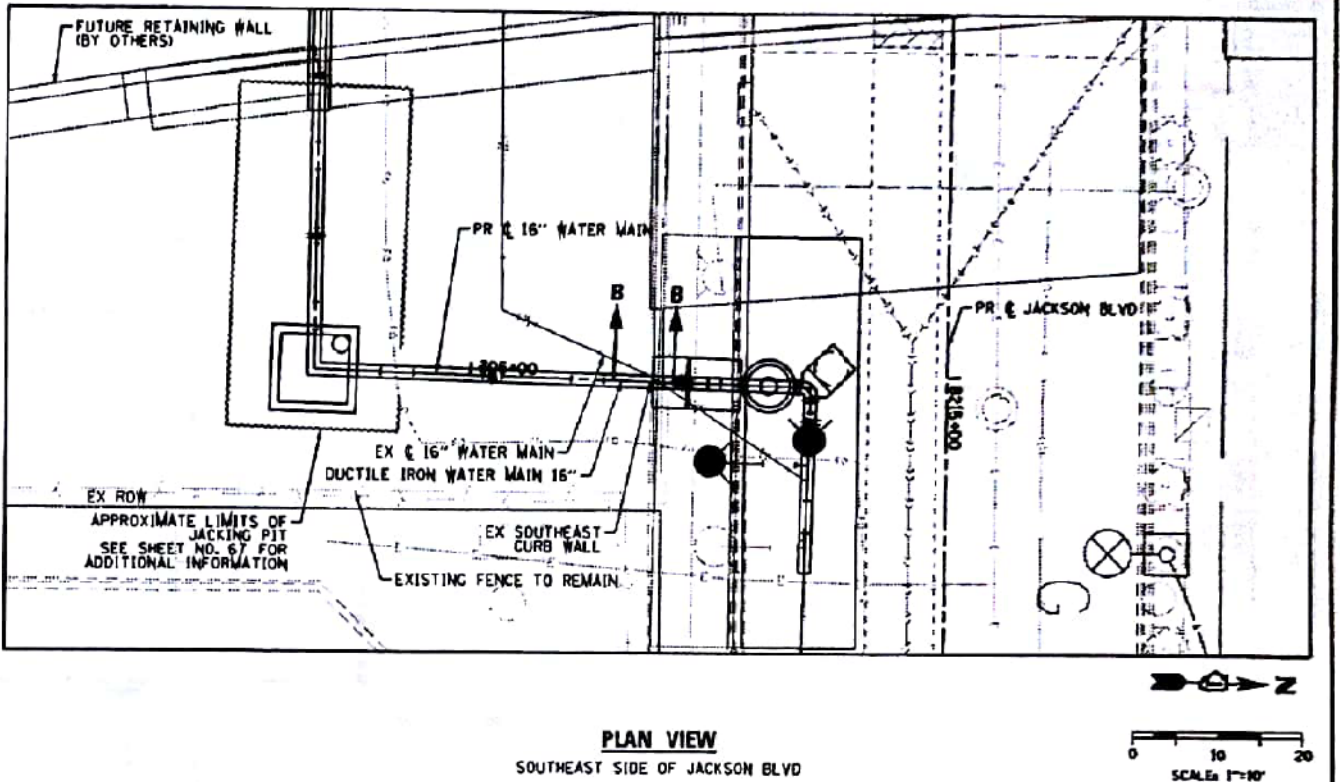 FUTURE RETAINING WALL
(BY OTHERS)
PR ℄ 16" WATER MAIN
B B
PR ℄ JACKSON BLVD
EX ℄ 16" WATER MAIN
DUCTILE IRON WATER MAIN 16"
EX ROW
APPROXIMATE LIMITS OF
JACKING PIT
SEE SHEET NO. 67 FOR
ADDITIONAL INFORMATION
EX SOUTHEAST
CURB WALL
EXISTING FENCE TO REMAIN
G
N
PLAN VIEW
SOUTHEAST SIDE OF JACKSON BLVD
0 10 20
SCALE: 1"=10'